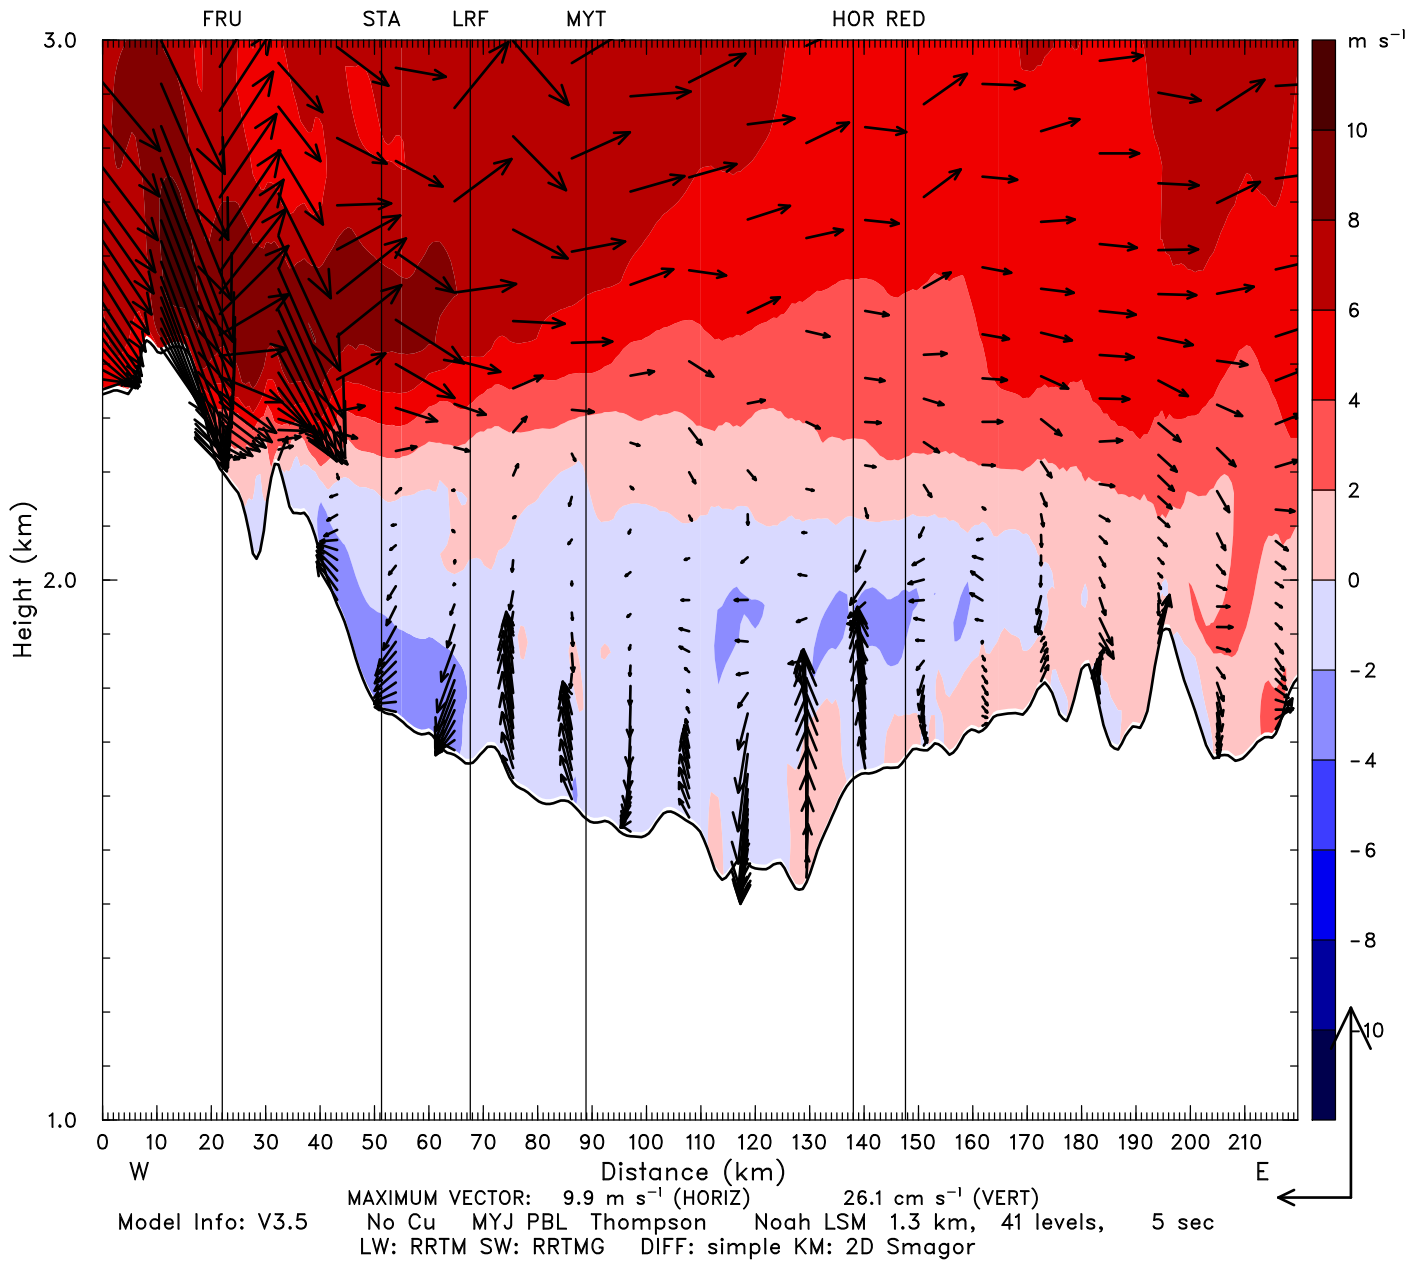 FRU STA LRF MYT HOR RED
3.0
m s⁻¹
10
8
6
4
2
Height (km)
2.0
0
-2
-4
-6
-8
-10
1.0
0 10 20 30 40 50 60 70 80 90 100 110 120 130 140 150 160 170 180 190 200 210
W Distance (km) E
MAXIMUM VECTOR: 9.9 m s⁻¹ (HORIZ) 26.1 cm s⁻¹ (VERT)
Model Info: V3.5 No Cu MYJ PBL Thompson Noah LSM 1.3 km, 41 levels, 5 sec
LW: RRTM SW: RRTMG DIFF: simple KM: 2D Smagor